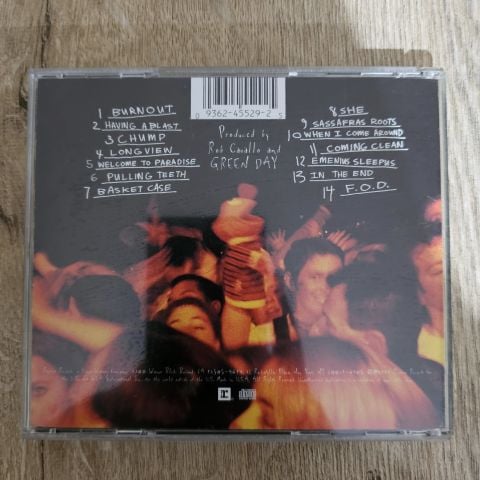 1 BURNOUT
2 HAVING A BLAST
3 CHUMP
4 LONGVIEW
5 WELCOME TO PARADISE
6 PULLING TEETH
7 BASKET CASE
0 9362-45529-2 5
Produced by
Rob Cavallo and
GREEN DAY
8 SHE
9 SASSAFRAS ROOTS
10 WHEN I COME AROUND
11 COMING CLEAN
12 EMENIUS SLEEPUS
13 IN THE END
14 F.O.D.